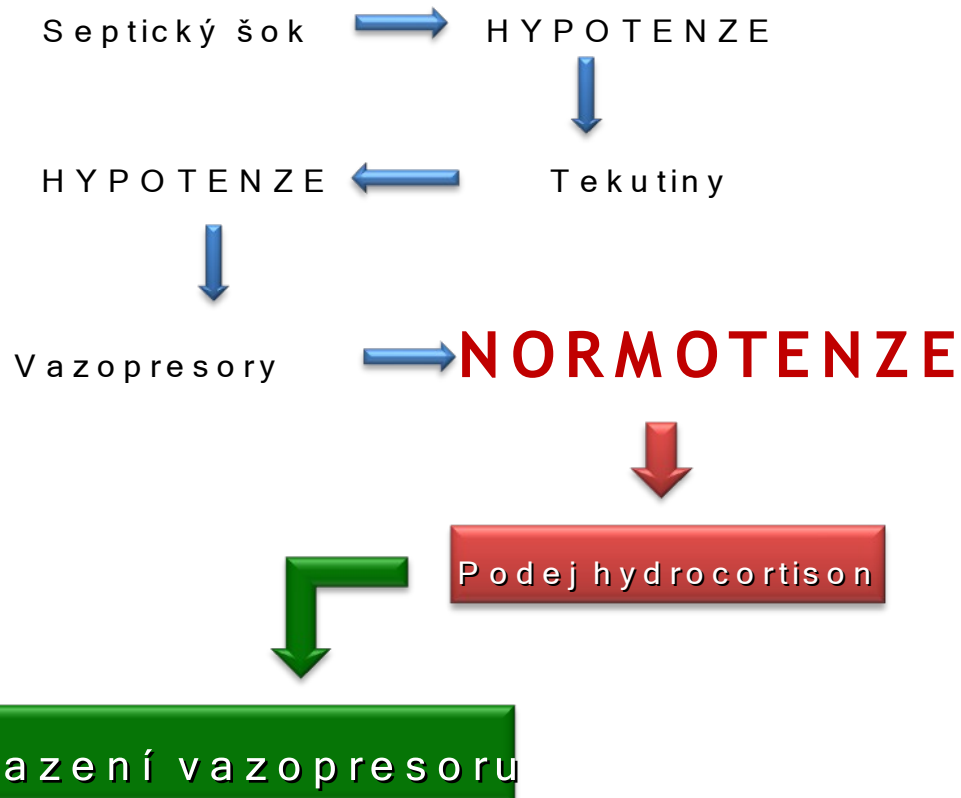 Septický šok
HYPOTENZE
HYPOTENZE
Tekutiny
Vazopresory
NORMOTENZE
Podej hydrocortison
azení vazopresoru